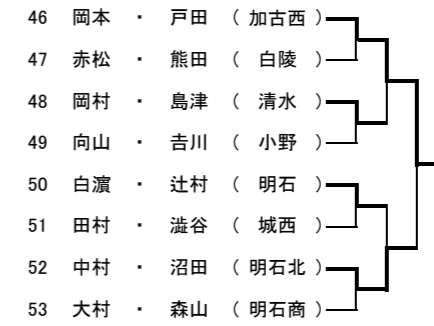 46 岡本 ・ 戸田 ( 加古西 )
47 赤松 ・ 熊田 ( 白陵 )
48 岡村 ・ 島津 ( 清水 )
49 向山 ・ 𠮷川 ( 小野 )
50 白濵 ・ 辻村 ( 明石 )
51 田村 ・ 澁谷 ( 城西 )
52 中村 ・ 沼田 ( 明石北 )
53 大村 ・ 森山 ( 明石商 )